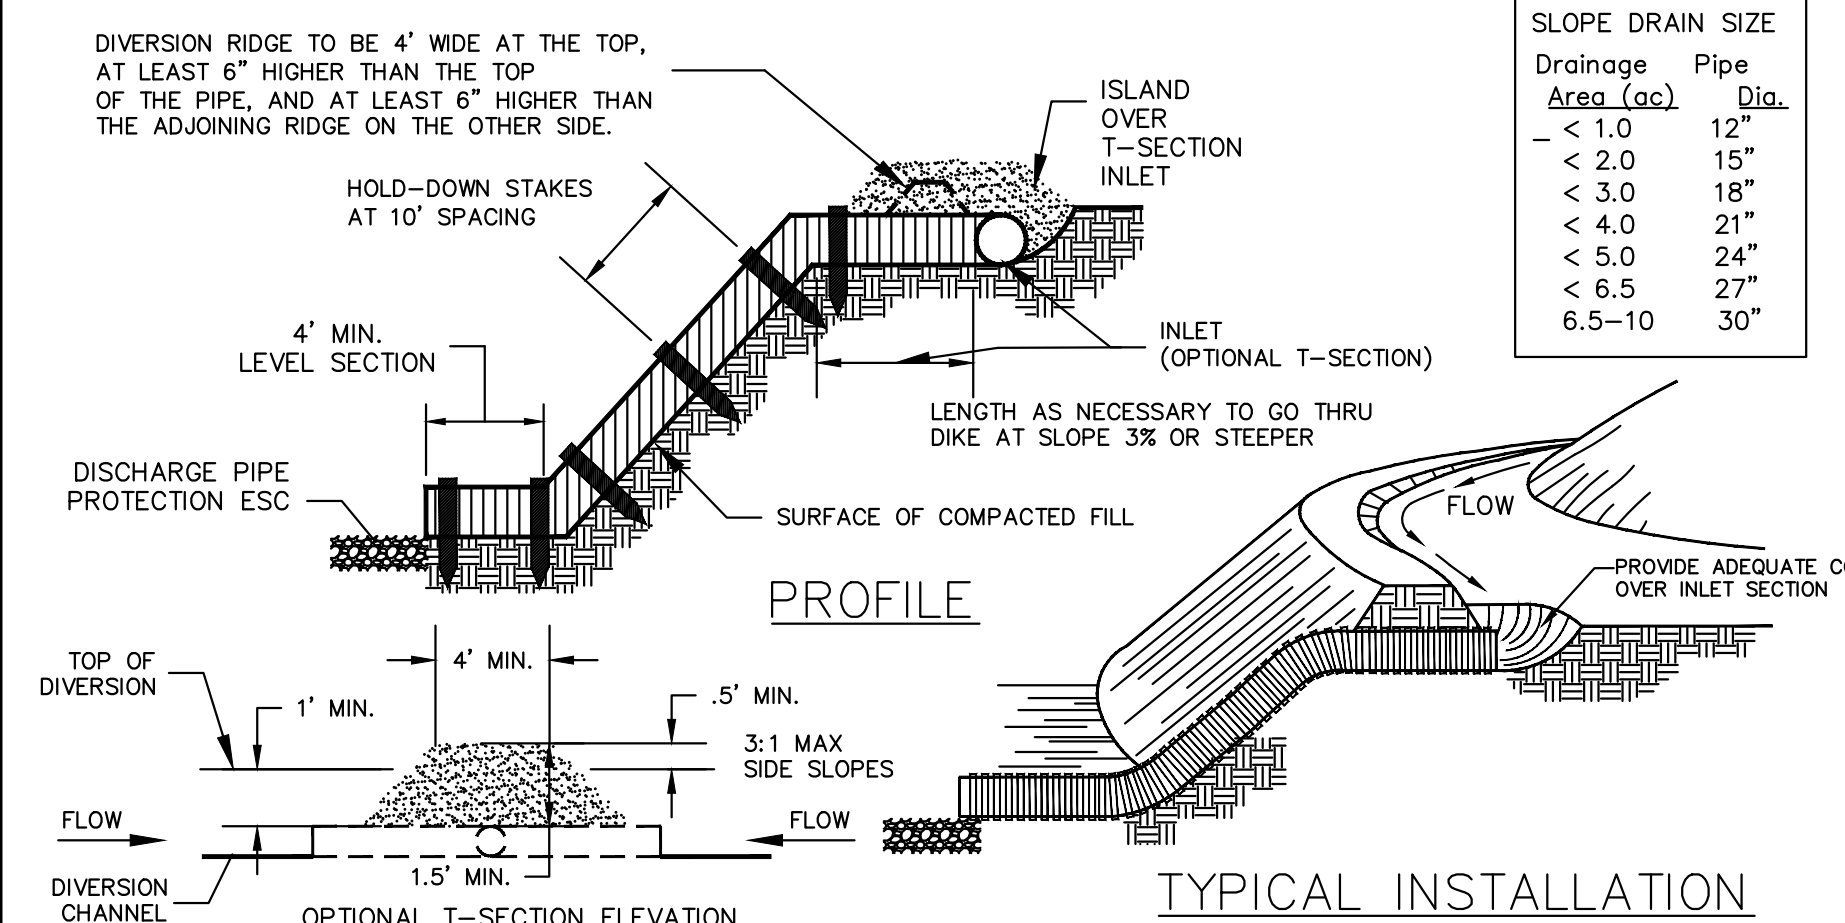 DIVERSION RIDGE TO BE 4' WIDE AT THE TOP,
AT LEAST 6" HIGHER THAN THE TOP
OF THE PIPE, AND AT LEAST 6" HIGHER THAN
THE ADJOINING RIDGE ON THE OTHER SIDE.
ISLAND
OVER
T-SECTION
INLET
HOLD-DOWN STAKES
AT 10' SPACING
4' MIN.
LEVEL SECTION
INLET
(OPTIONAL T-SECTION)
LENGTH AS NECESSARY TO GO THRU
DIKE AT SLOPE 3% OR STEEPER
DISCHARGE PIPE
PROTECTION ESC
SURFACE OF COMPACTED FILL
PROFILE
SLOPE DRAIN SIZE
Drainage Pipe
Area (ac) Dia.
_ < 1.0 12"
< 2.0 15"
< 3.0 18"
< 4.0 21"
< 5.0 24"
< 6.5 27"
6.5-10 30"
FLOW
PROVIDE ADEQUATE
OVER INLET SECTION
TYPICAL INSTALLATION
TOP OF
DIVERSION
1' MIN.
4' MIN.
.5' MIN.
3:1 MAX
SIDE SLOPES
FLOW
FLOW
1.5' MIN.
DIVERSION
CHANNEL
OPTIONAL T-SECTION ELEVATION